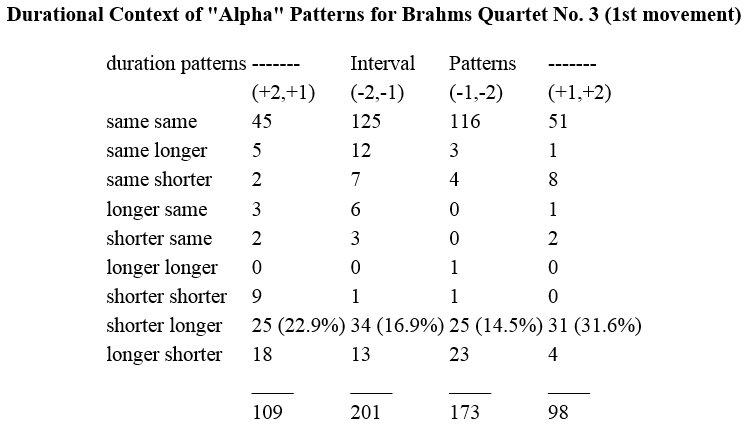 Durational Context of "Alpha" Patterns for Brahms Quartet No. 3 (1st movement)
duration patterns ------- Interval Patterns -------
(+2,+1) (-2,-1) (-1,-2) (+1,+2)
same same 45 125 116 51
same longer 5 12 3 1
same shorter 2 7 4 8
longer same 3 6 0 1
shorter same 2 3 0 2
longer longer 0 0 1 0
shorter shorter 9 1 1 0
shorter longer 25 (22.9%) 34 (16.9%) 25 (14.5%) 31 (31.6%)
longer shorter 18 13 23 4
____ ____ ____ ____
109 201 173 98